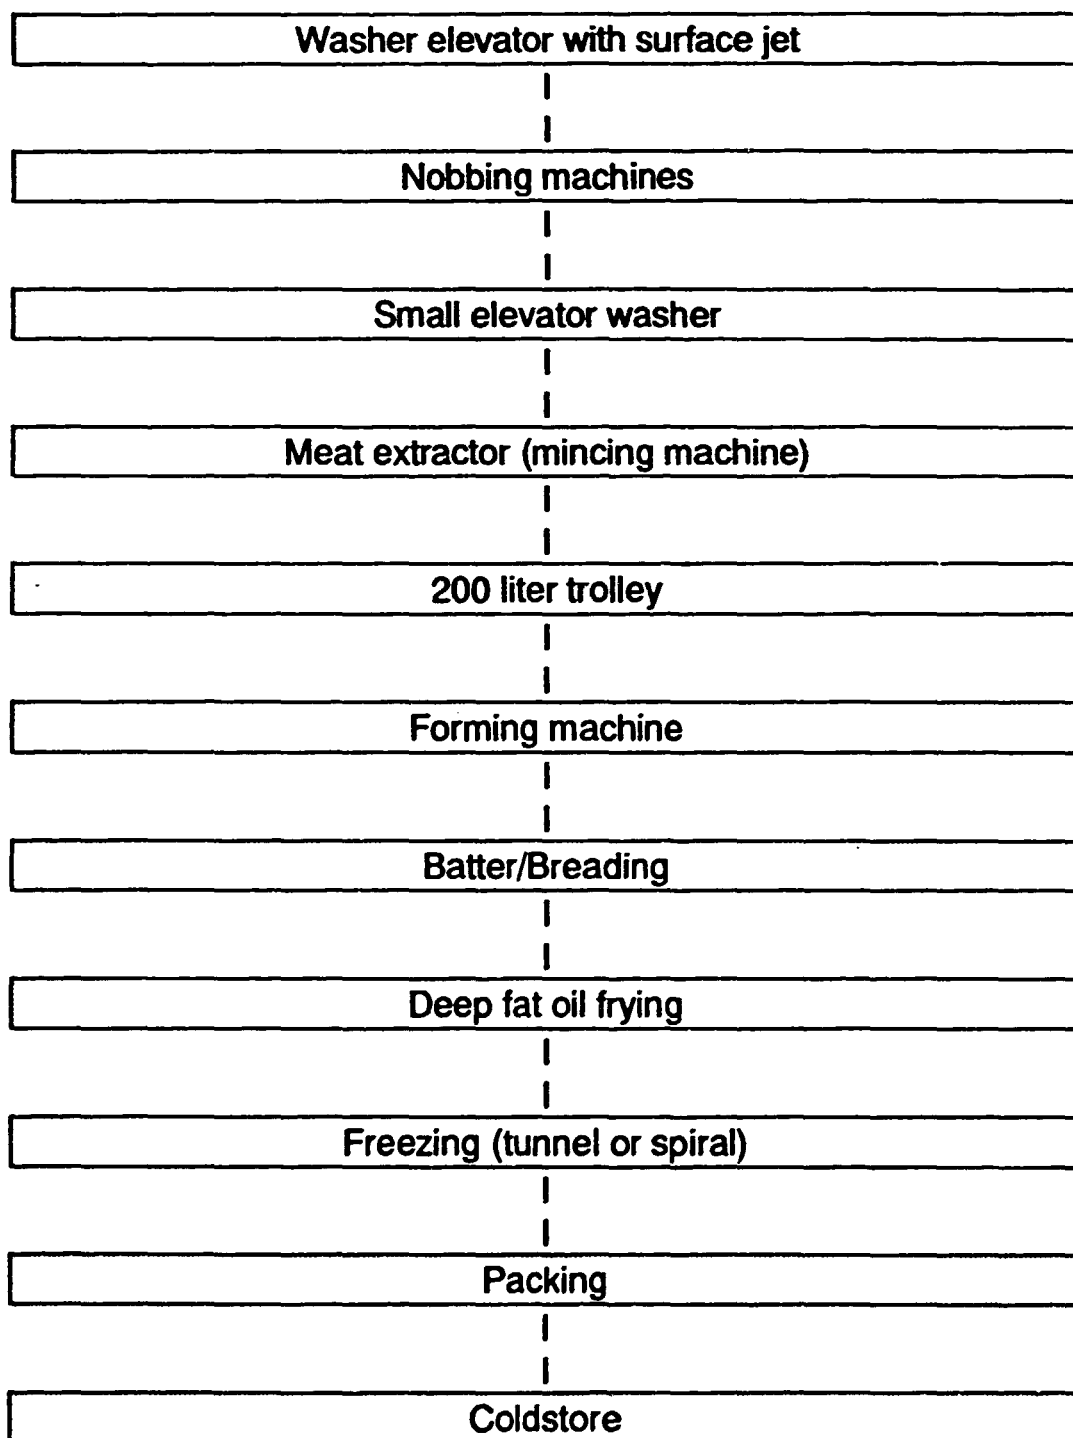 Washer elevator with surface jet
Nobbing machines
Small elevator washer
Meat extractor (mincing machine)
200 liter trolley
Forming machine
Batter/Breading
Deep fat oil frying
Freezing (tunnel or spiral)
Packing
Coldstore